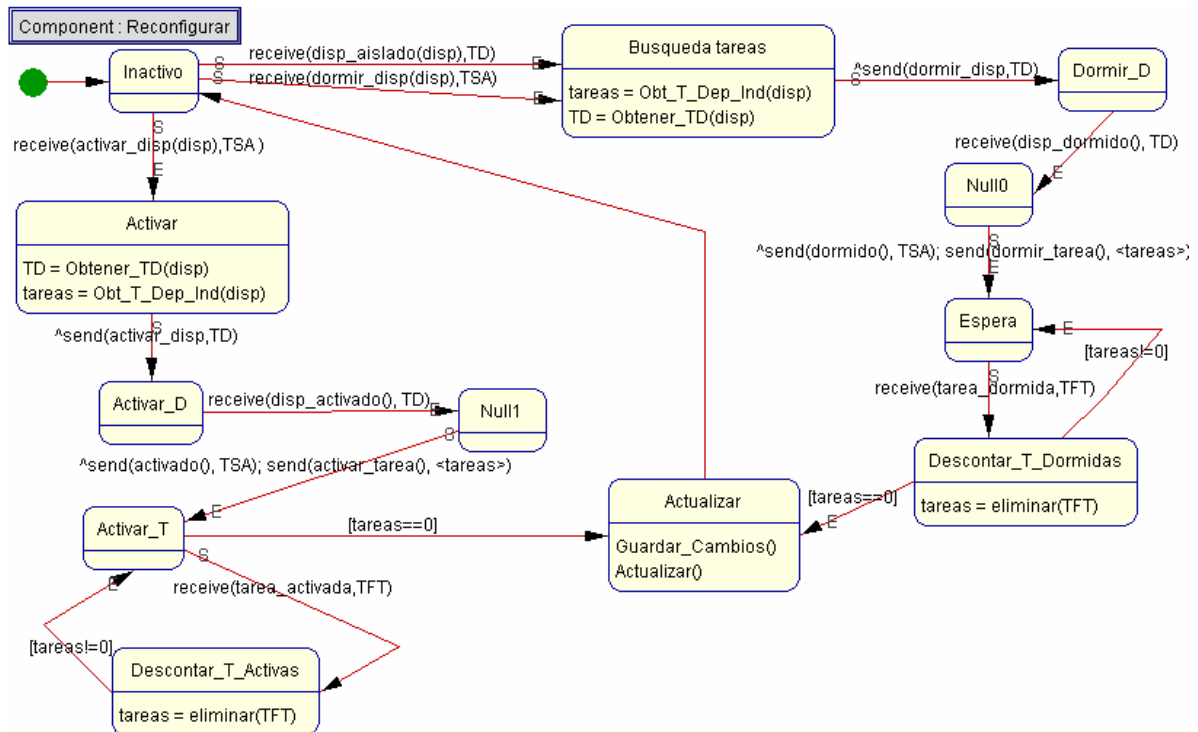 Component : Reconfigurar
Inactivo
S
receive(disp_aislado(disp),TD)
E
S
receive(dormir_disp(disp),TSA)
E
Busqueda tareas
tareas = Obt_T_Dep_Ind(disp)
TD = Obtener_TD(disp)
^send(dormir_disp,TD)
S
Dormir_D
receive(disp_dormido(), TD)
E
Null0
S
^send(dormido(), TSA); send(dormir_tarea(), <tareas>)
E
Espera
E
[tareas!=0]
S
receive(tarea_dormida,TFT)
Descontar_T_Dormidas
tareas = eliminar(TFT)
[tareas==0]
E
S
receive(activar_disp(disp),TSA )
E
Activar
TD = Obtener_TD(disp)
tareas = Obt_T_Dep_Ind(disp)
S
^send(activar_disp,TD)
Activar_D
receive(disp_activado(), TD)
E
Null1
S
^send(activado(), TSA); send(activar_tarea(), <tareas>)
E
Activar_T
[tareas==0]
Actualizar
Guardar_Cambios()
Actualizar()
S
receive(tarea_activada,TFT)
E
[tareas!=0]
Descontar_T_Activas
tareas = eliminar(TFT)